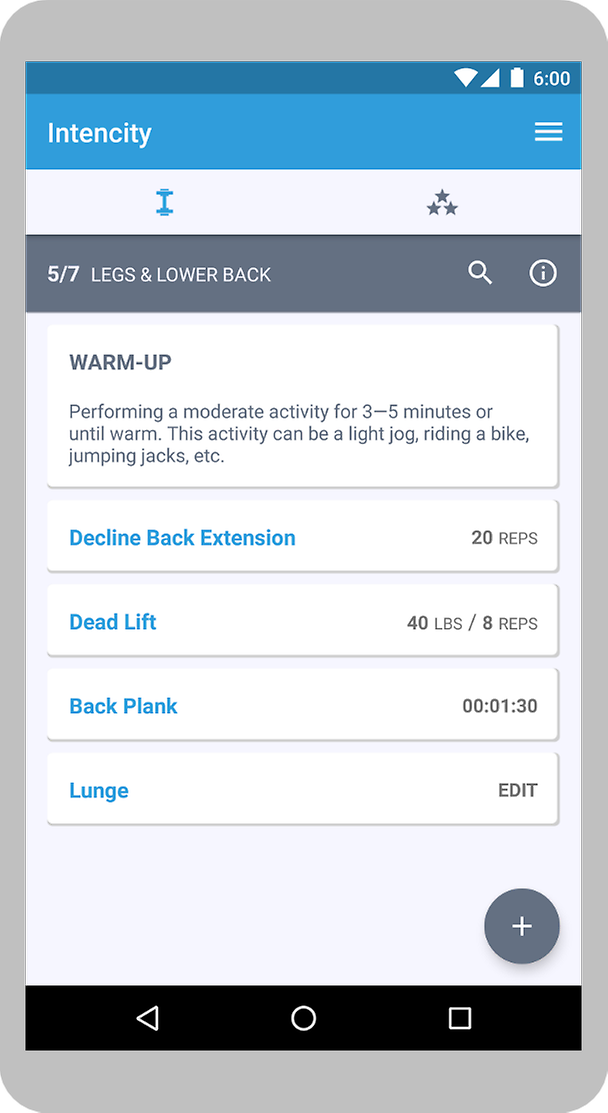 6:00
Intencity
5/7 LEGS & LOWER BACK
WARM-UP
Performing a moderate activity for 3—5 minutes or
until warm. This activity can be a light jog, riding a bike,
jumping jacks, etc.
Decline Back Extension 20 REPS
Dead Lift 40 LBS / 8 REPS
Back Plank 00:01:30
Lunge EDIT